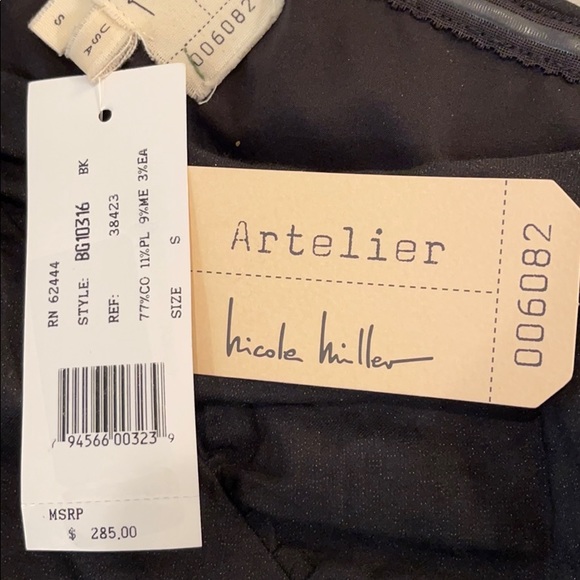 S
USA
1
006082
RN 62444
STYLE: BG10316 BK
REF: 38423
77%CO 11%PL 9%ME 3%EA
SIZE S
94566 00323 9
MSRP
$ 285.00
Artelier
nicole miller
006082